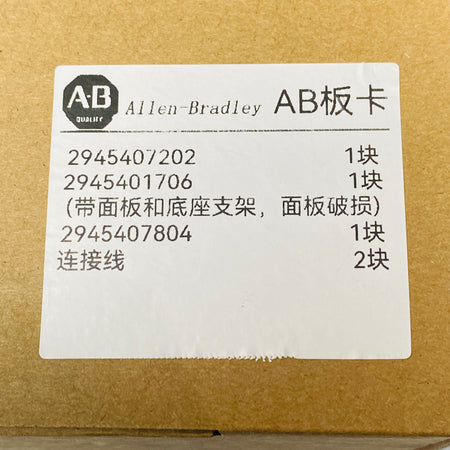 A-B Allen-Bradley AB板卡
QUALITY
2945407202 1块
2945401706 1块
(带面板和底座支架，面板破损)
2945407804 1块
连接线 2块